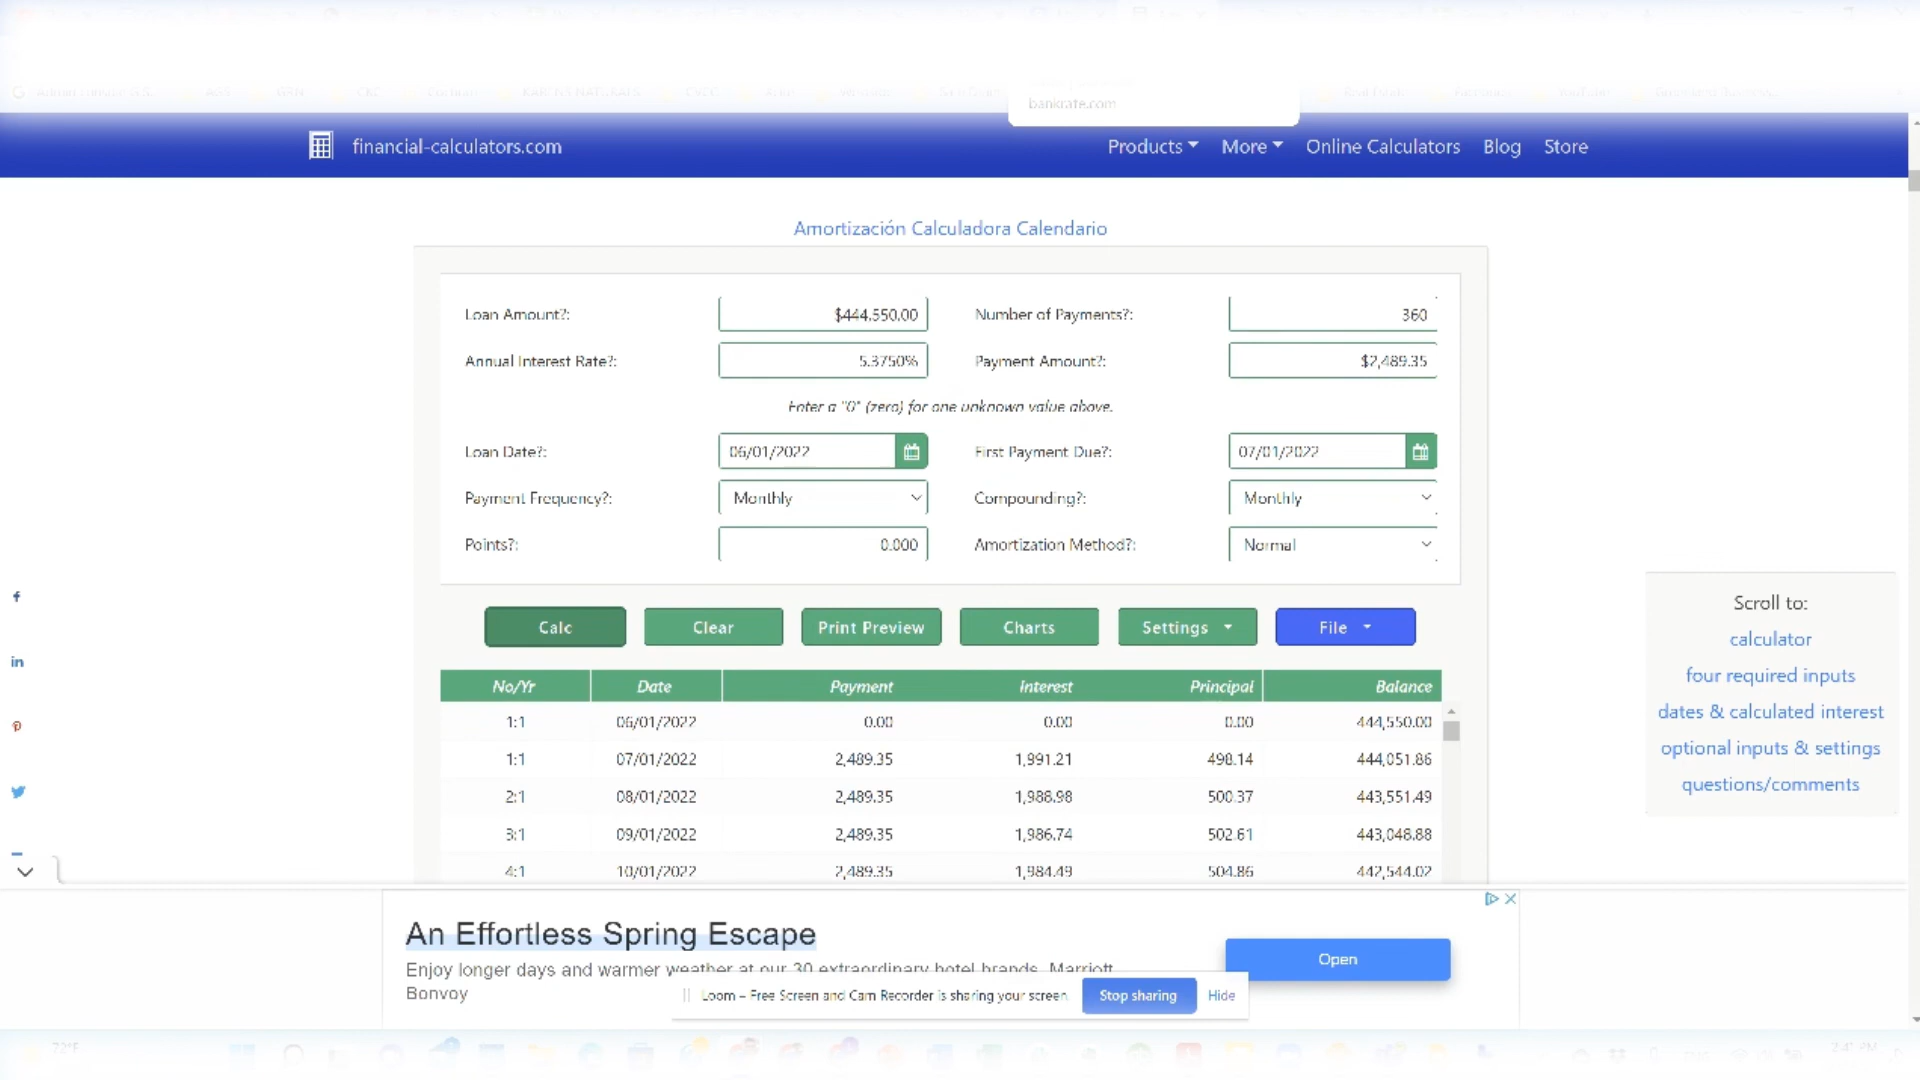 bankrate.com
financial-calculators.com
Products More Online Calculators Blog Store
Amortización Calculadora Calendario
Loan Amount?: $444,550.00 Number of Payments?: 360
Annual Interest Rate?: 5.3750% Payment Amount?: $2,489.35
Enter a "0" (zero) for one unknown value above.
Loan Date?: 06/01/2022 First Payment Due?: 07/01/2022
Payment Frequency?: Monthly Compounding?: Monthly
Points?: 0.000 Amortization Method?: Normal
Calc Clear Print Preview Charts Settings File
No/Yr Date Payment Interest Principal Balance
1:1 06/01/2022 0.00 0.00 0.00 444,550.00
1:1 07/01/2022 2,489.35 1,991.21 498.14 444,051.86
2:1 08/01/2022 2,489.35 1,988.98 500.37 443,551.49
3:1 09/01/2022 2,489.35 1,986.74 502.61 443,048.88
4:1 10/01/2022 2,489.35 1,984.49 504.86 442,544.02
Scroll to:
calculator
four required inputs
dates & calculated interest
optional inputs & settings
questions/comments
An Effortless Spring Escape
Enjoy longer days and warmer weather at our 30 extraordinary hotel brands. Marriott
Bonvoy
Open
Loom – Free Screen and Cam Recorder is sharing your screen. Stop sharing Hide
72°F